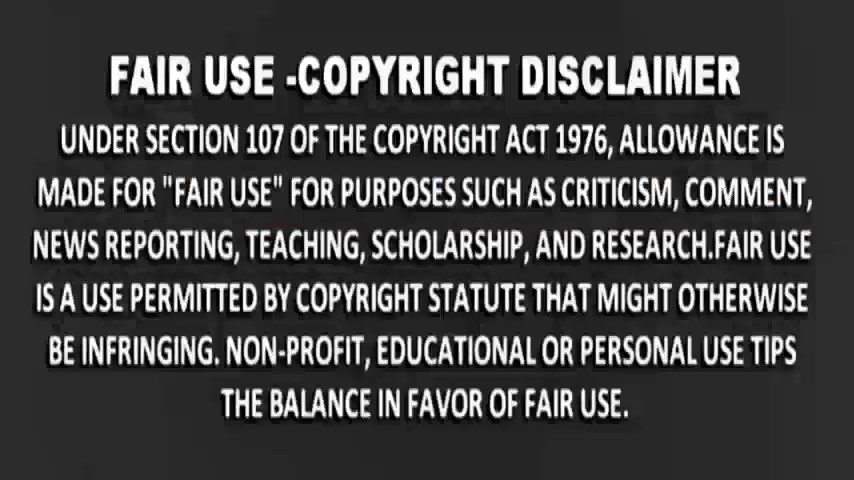 FAIR USE -COPYRIGHT DISCLAIMER
UNDER SECTION 107 OF THE COPYRIGHT ACT 1976, ALLOWANCE IS
MADE FOR "FAIR USE" FOR PURPOSES SUCH AS CRITICISM, COMMENT,
NEWS REPORTING, TEACHING, SCHOLARSHIP, AND RESEARCH.FAIR USE
IS A USE PERMITTED BY COPYRIGHT STATUTE THAT MIGHT OTHERWISE
BE INFRINGING. NON-PROFIT, EDUCATIONAL OR PERSONAL USE TIPS
THE BALANCE IN FAVOR OF FAIR USE.